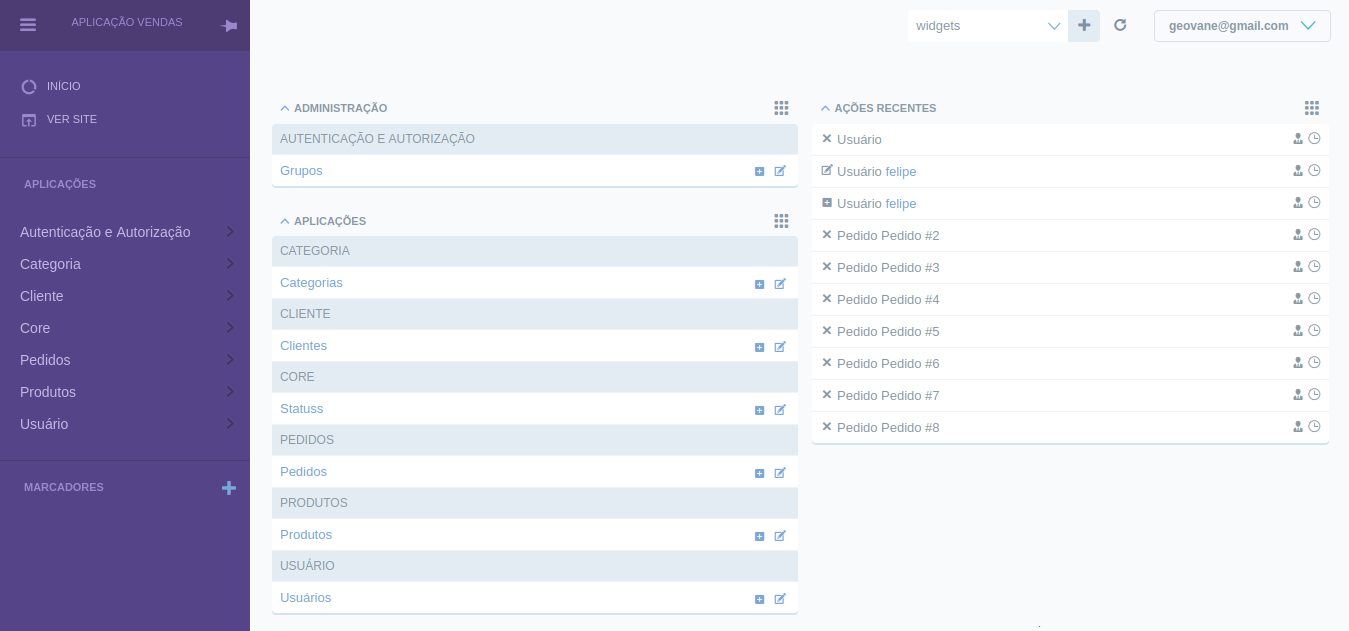 APLICAÇÃO VENDAS
INÍCIO
VER SITE
APLICAÇÕES
Autenticação e Autorização
Categoria
Cliente
Core
Pedidos
Produtos
Usuário
MARCADORES
widgets
geovane@gmail.com
ADMINISTRAÇÃO
AUTENTICAÇÃO E AUTORIZAÇÃO
Grupos
APLICAÇÕES
CATEGORIA
Categorias
CLIENTE
Clientes
CORE
Statuss
PEDIDOS
Pedidos
PRODUTOS
Produtos
USUÁRIO
Usuários
AÇÕES RECENTES
Usuário
Usuário felipe
Usuário felipe
Pedido Pedido #2
Pedido Pedido #3
Pedido Pedido #4
Pedido Pedido #5
Pedido Pedido #6
Pedido Pedido #7
Pedido Pedido #8